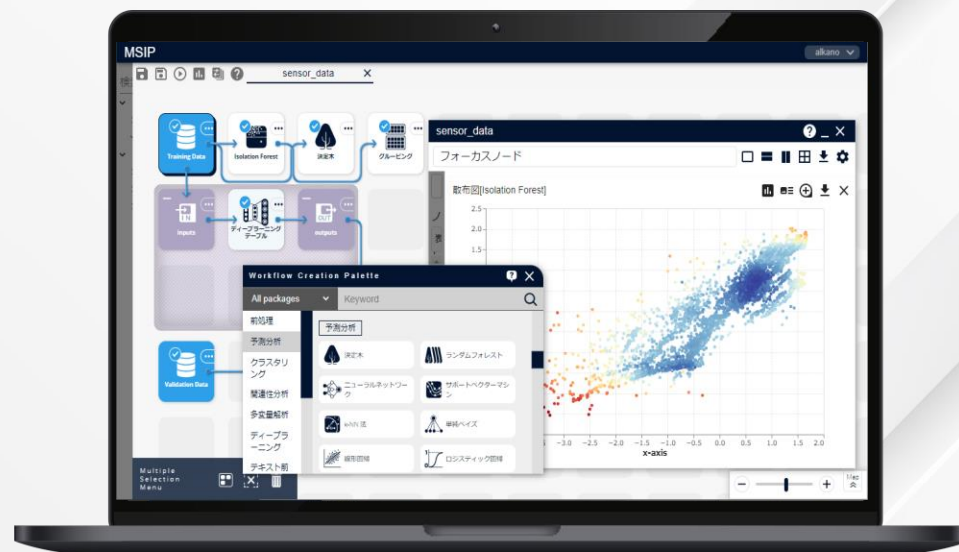 MSIP
alkano
sensor_data
Training Data
Isolation Forest
決定木
グルーピング
inputs
IN
ディープラーニング
テーブル
outputs
OUT
Validation Data
Multiple
Selection
Menu
sensor_data
フォーカスノード
散布図[Isolation Forest]
2.5
2.0
1.5
-3.0 -2.5 -2.0 -1.5 -1.0 -0.5 0.0 0.5 1.0 1.5 2.0
x-axis
Workflow Creation Palette
All packages
Keyword
前処理
予測分析
クラスタリ
ング
関連性分析
多変量解析
ディープラ
ーニング
テキスト前
予測分析
決定木
ランダムフォレスト
ニューラルネットワー
ク
サポートベクターマシ
ン
k-NN 法
単純ベイズ
線形回帰
ロジスティック回帰
Map